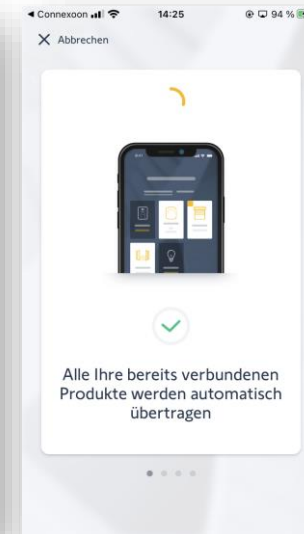 Connexoon 14:25 94 %
Abbrechen
Alle Ihre bereits verbundenen
Produkte werden automatisch
übertragen